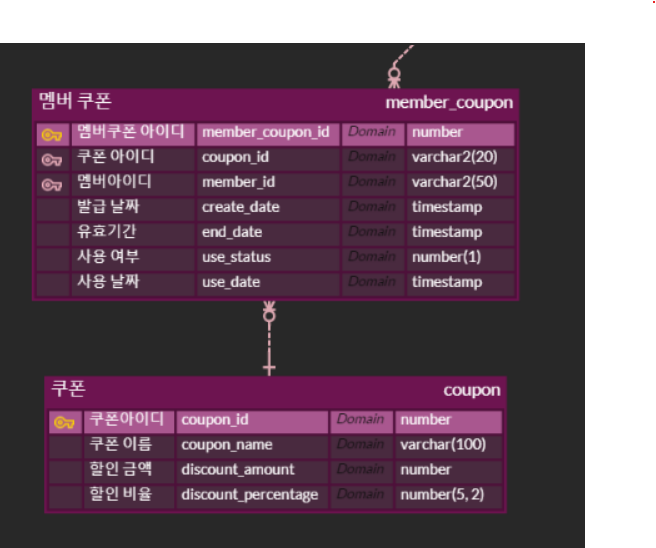 멤버 쿠폰 member_coupon
멤버쿠폰 아이디 member_coupon_id Domain number
쿠폰 아이디 coupon_id Domain varchar2(20)
멤버아이디 member_id Domain varchar2(50)
발급 날짜 create_date Domain timestamp
유효기간 end_date Domain timestamp
사용 여부 use_status Domain number(1)
사용 날짜 use_date Domain timestamp
쿠폰 coupon
쿠폰아이디 coupon_id Domain number
쿠폰 이름 coupon_name Domain varchar(100)
할인 금액 discount_amount Domain number
할인 비율 discount_percentage Domain number(5, 2)